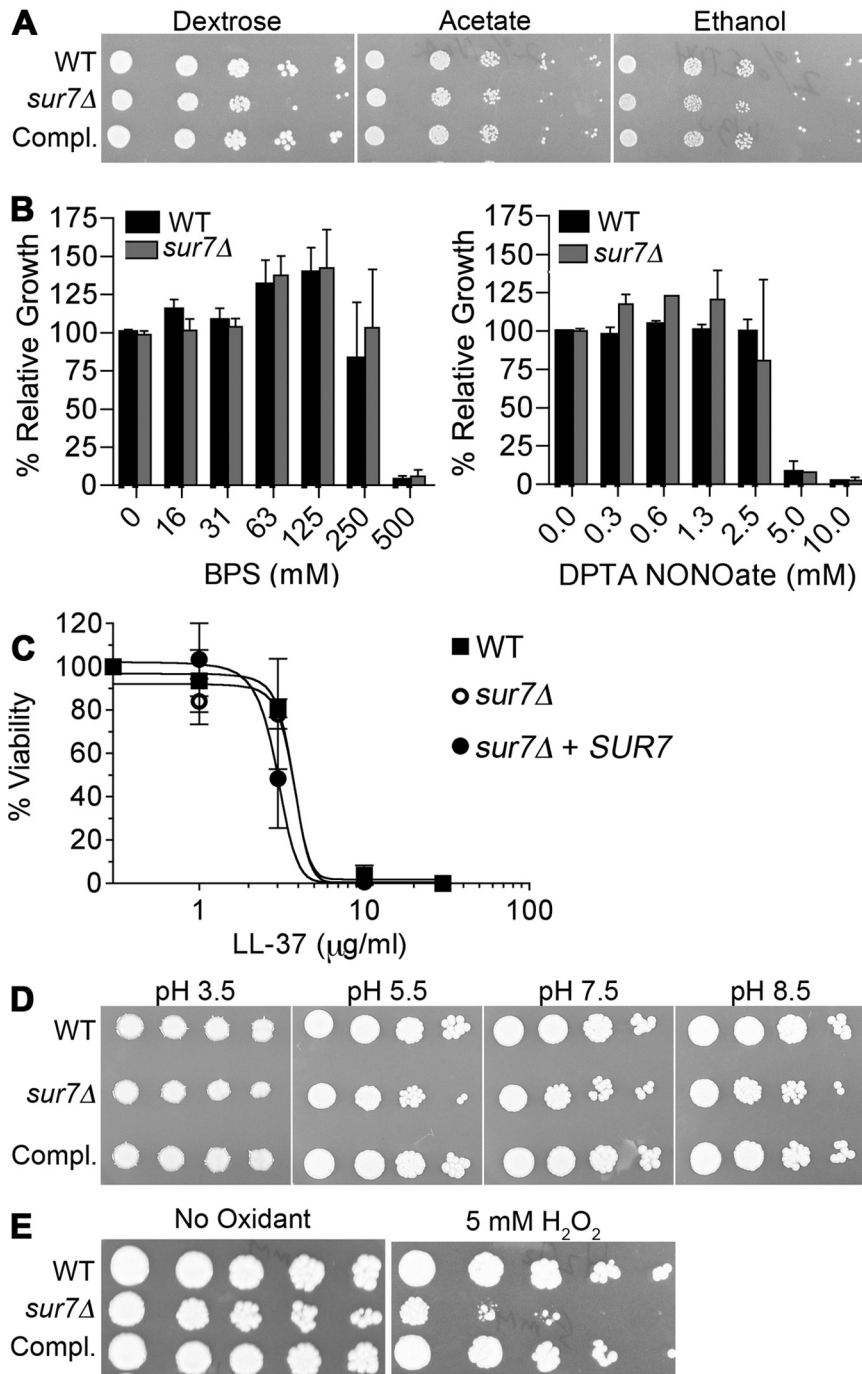 A
Dextrose Acetate Ethanol
WT
sur7Δ
Compl.
B
% Relative Growth
175
150
125
100
75
50
25
0
WT
sur7Δ
0 16 31 63 125 250 500
BPS (mM)
% Relative Growth
175
150
125
100
75
50
25
0
WT
sur7Δ
0.0 0.3 0.6 1.3 2.5 5.0 10.0
DPTA NONOate (mM)
C
% Viability
120
100
80
60
40
20
0
1 10 100
LL-37 (μg/ml)
WT
sur7Δ
sur7Δ + SUR7
D
pH 3.5 pH 5.5 pH 7.5 pH 8.5
WT
sur7Δ
Compl.
E
No Oxidant 5 mM H₂O₂
WT
sur7Δ
Compl.